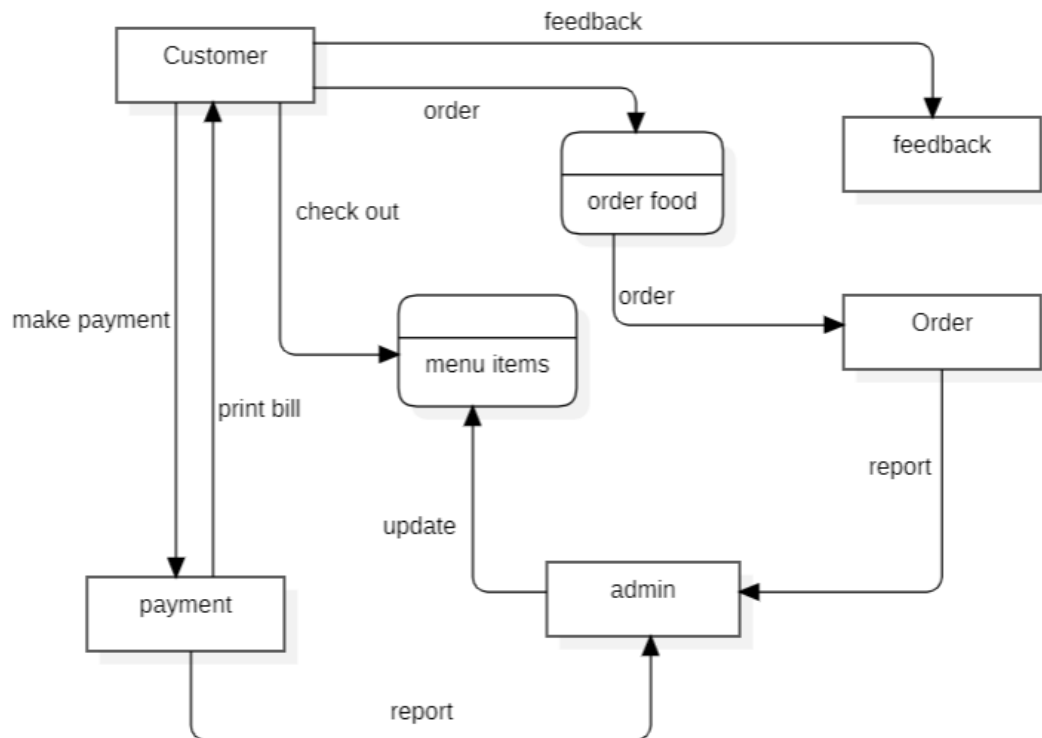 feedback
Customer
order
feedback
order food
check out
order
Order
make payment
menu items
print bill
report
update
admin
payment
report